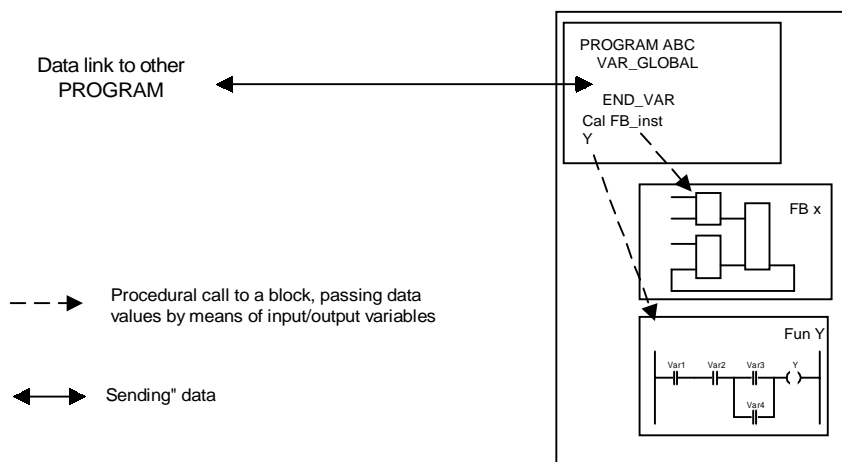 Data link to other
PROGRAM
PROGRAM ABC
VAR_GLOBAL
END_VAR
Cal FB_inst
Y
FB x
Procedural call to a block, passing data
values by means of input/output variables
Fun Y
Var1 Var2 Var3 Y
Var4
Sending" data